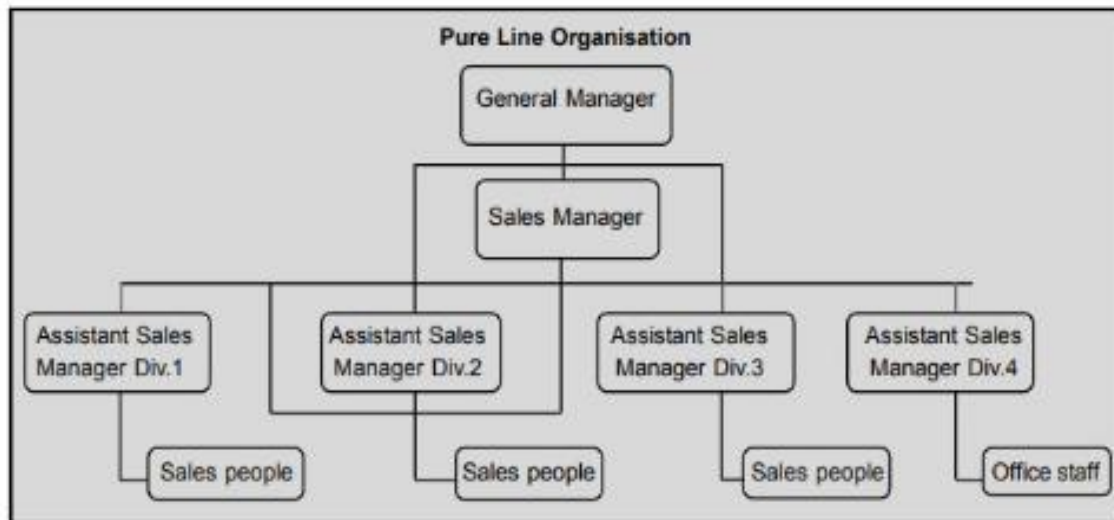 Pure Line Organisation
General Manager
Sales Manager
Assistant Sales
Manager Div.1
Assistant Sales
Manager Div.2
Assistant Sales
Manager Div.3
Assistant Sales
Manager Div.4
Sales people
Sales people
Sales people
Office staff